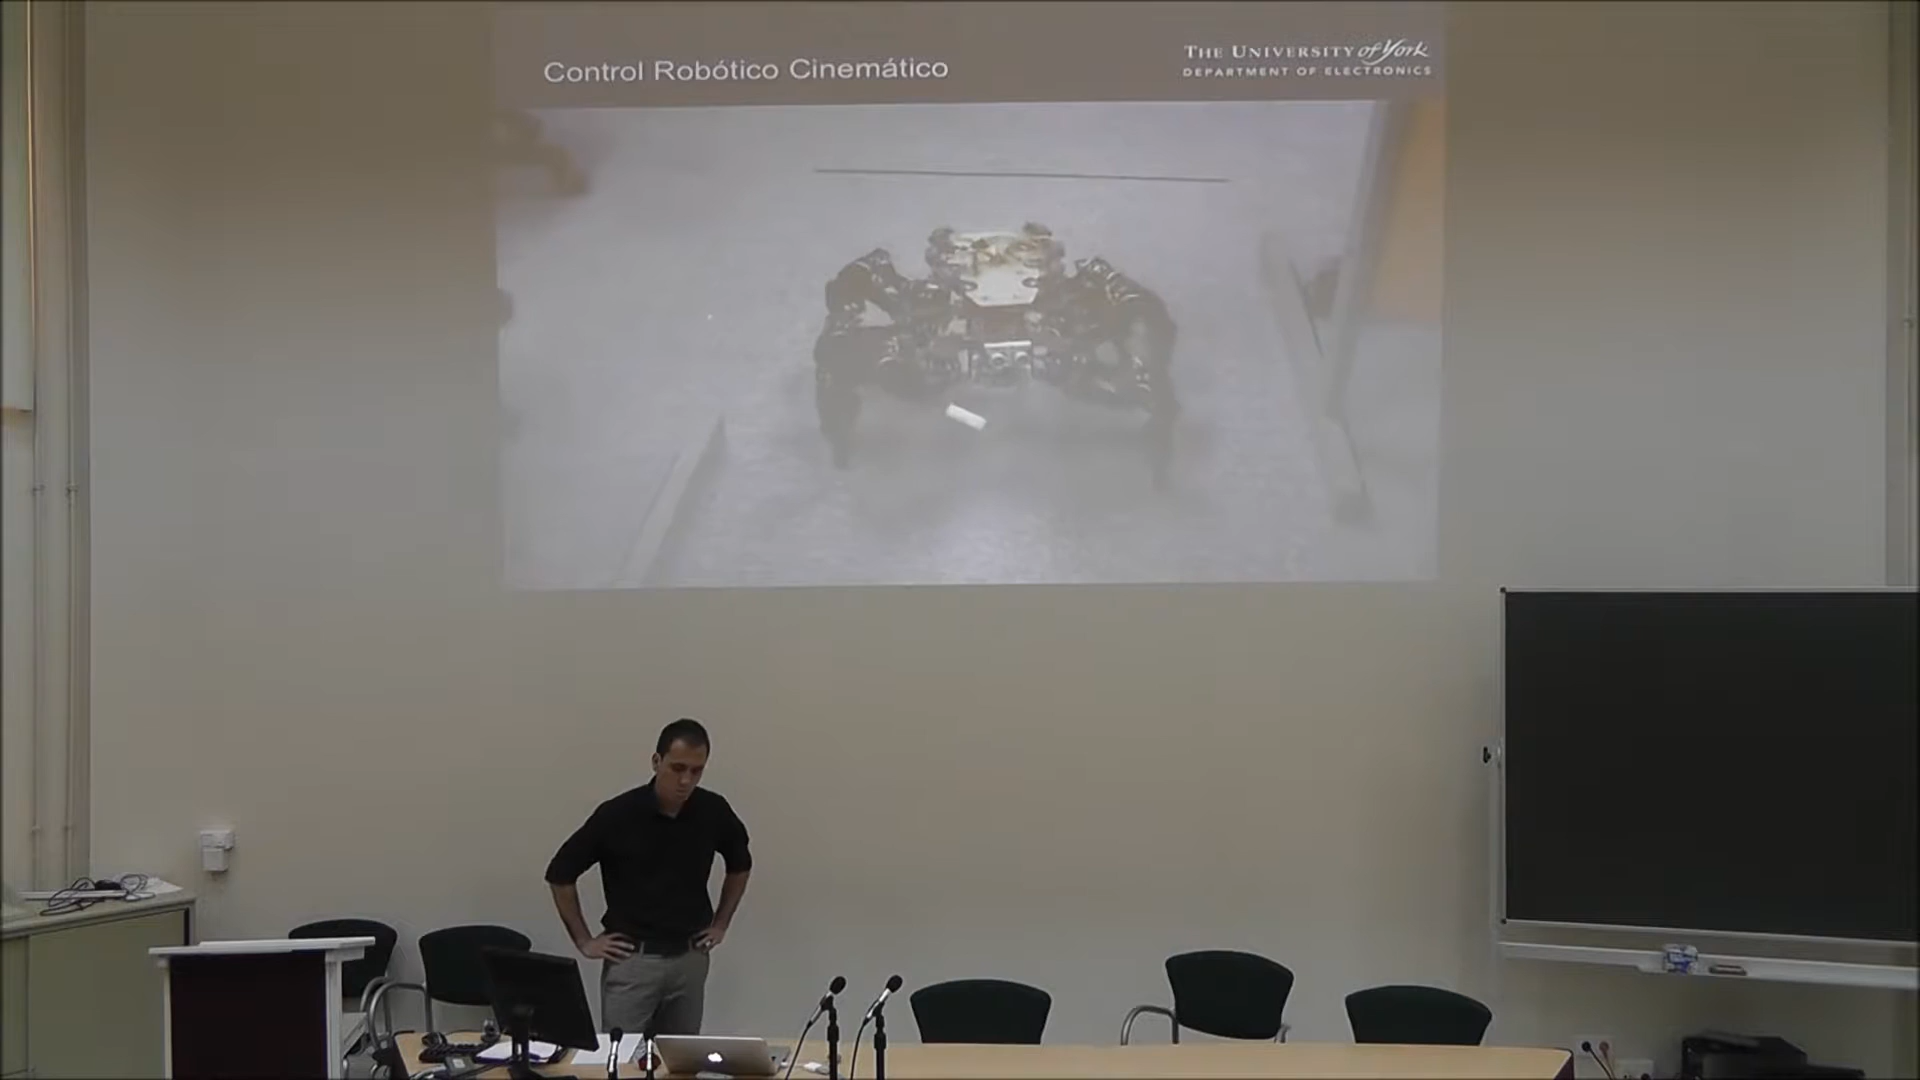 Control Robótico Cinemático
THE UNIVERSITY of York
DEPARTMENT OF ELECTRONICS